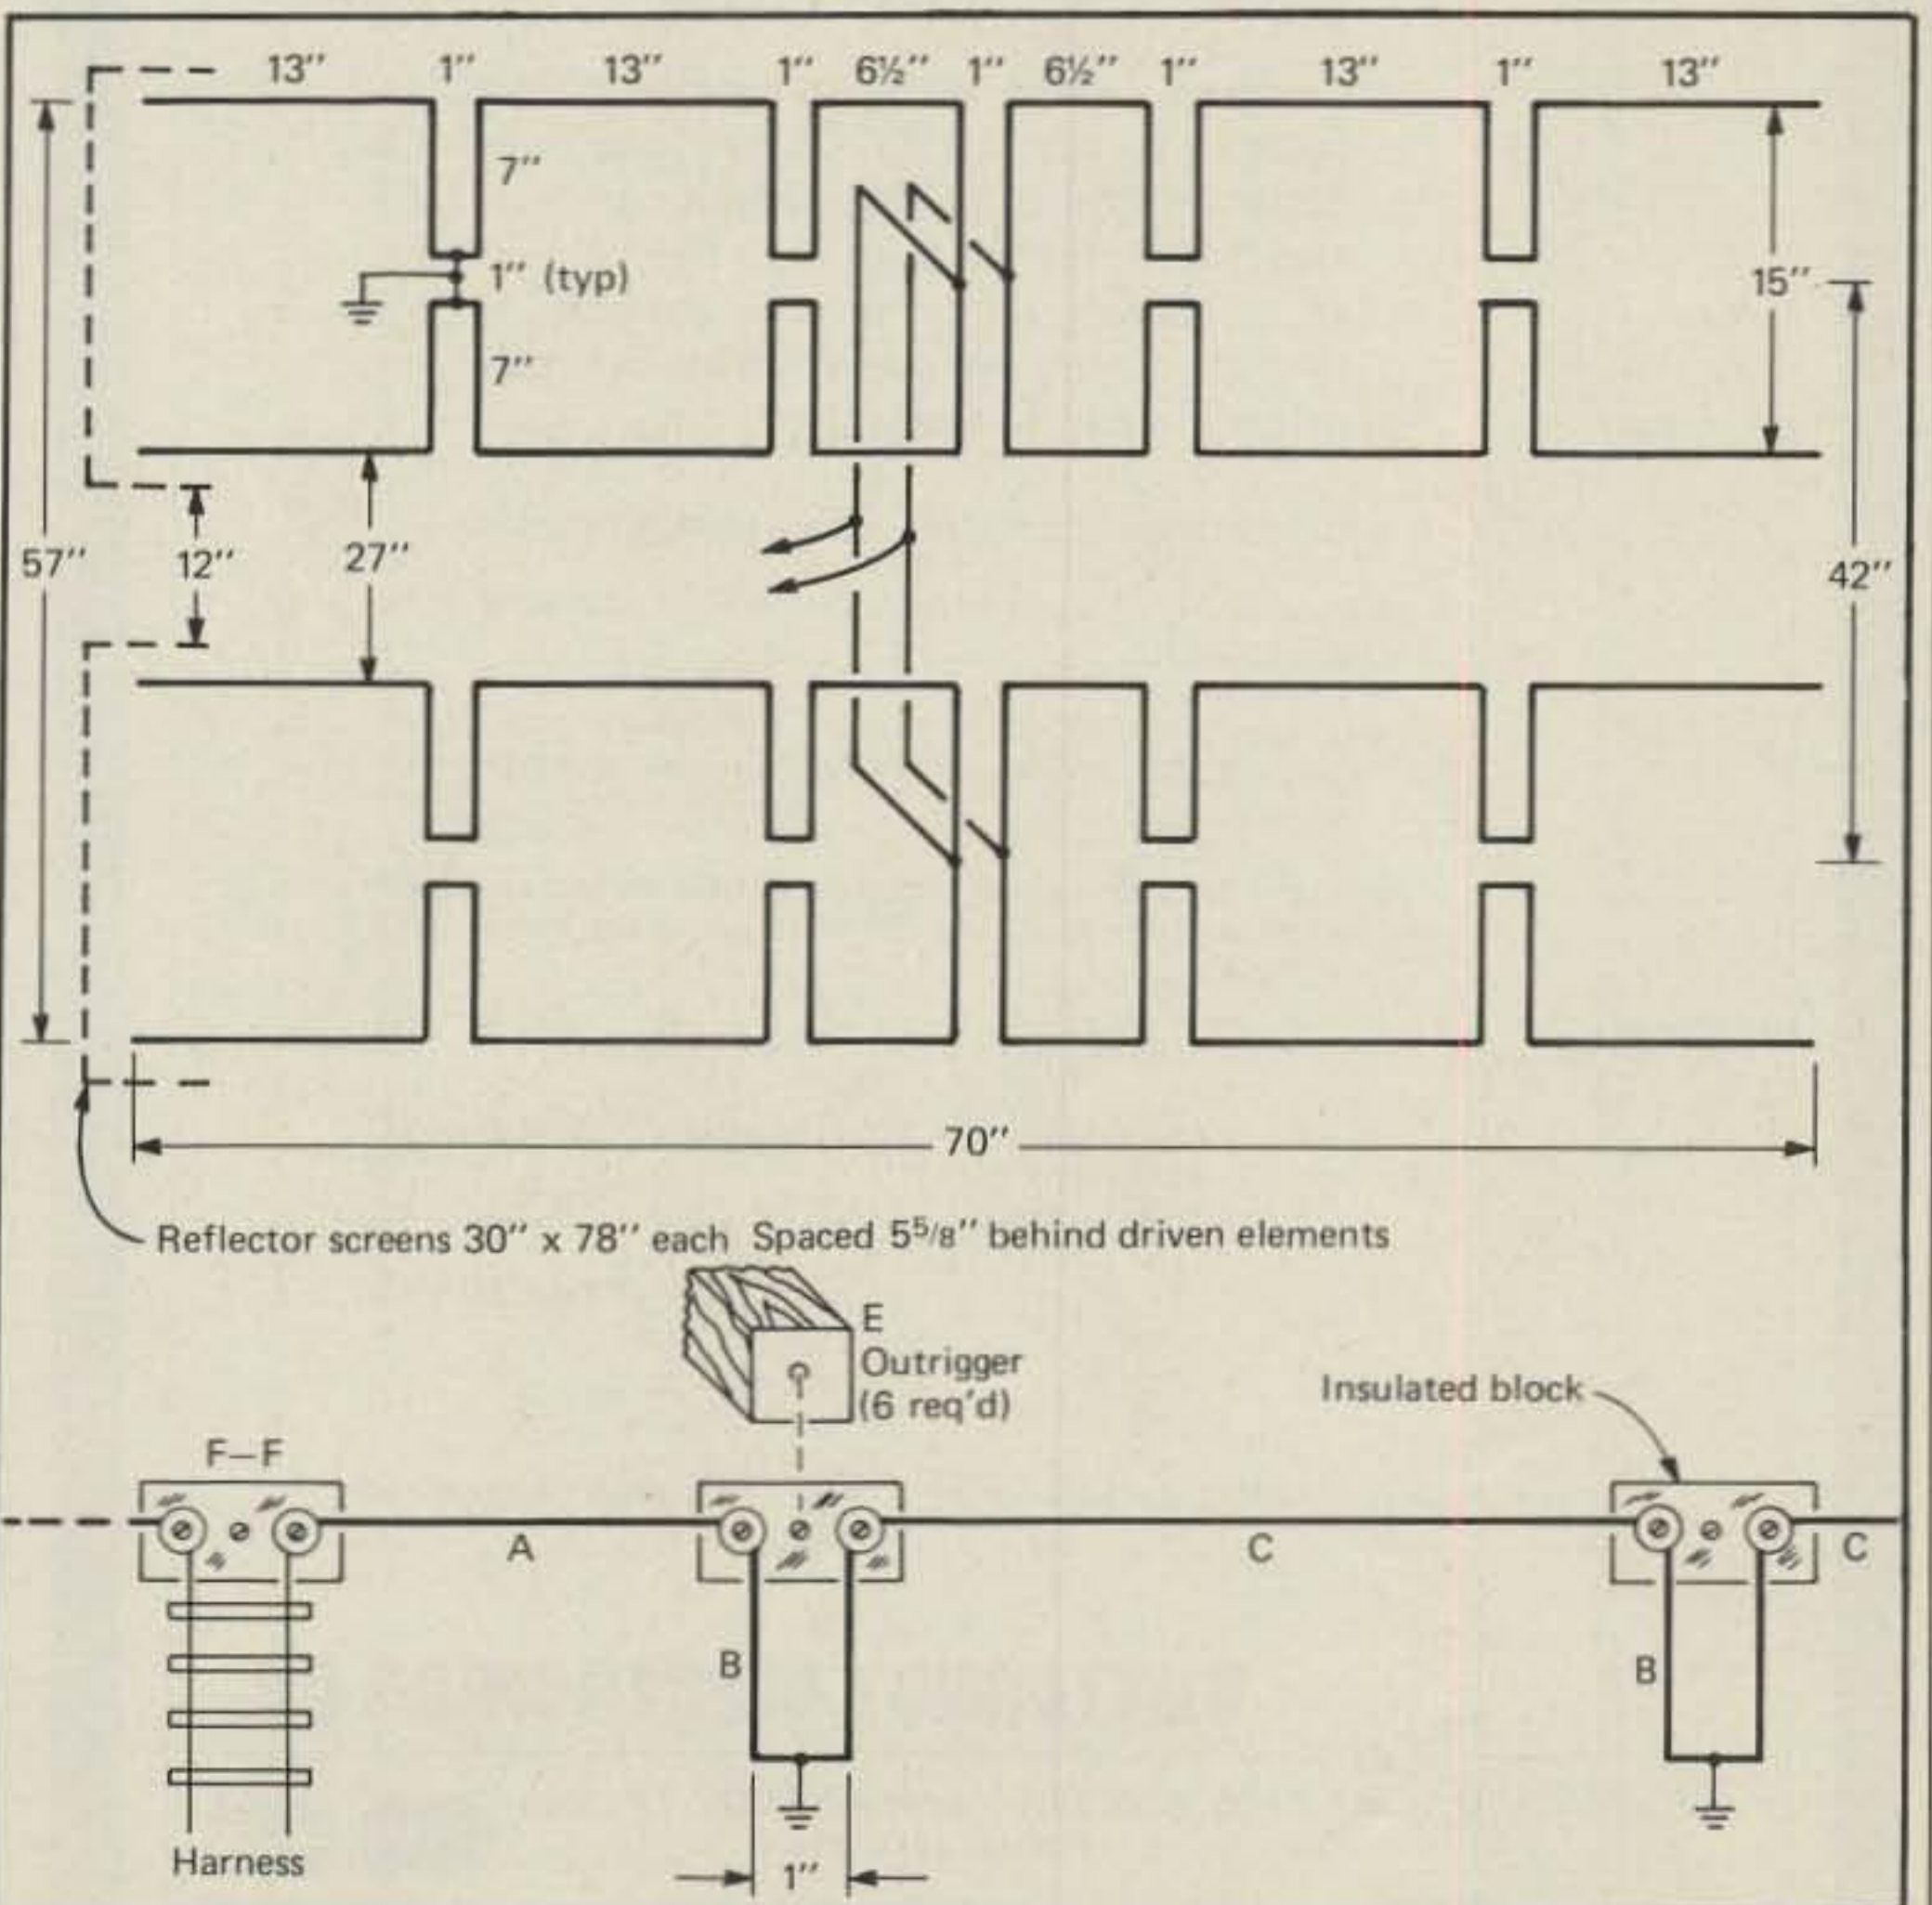 13" 1" 13" 1" 6½" 1" 6½" 1" 13" 1" 13"
7"
1" (typ)
15"
7"
57"
12"
27"
42"
70"
Reflector screens 30" x 78" each Spaced 5⁵/₈" behind driven elements
E
Outrigger
(6 req'd)
Insulated block
F–F
A
C
C
B
B
Harness
1"